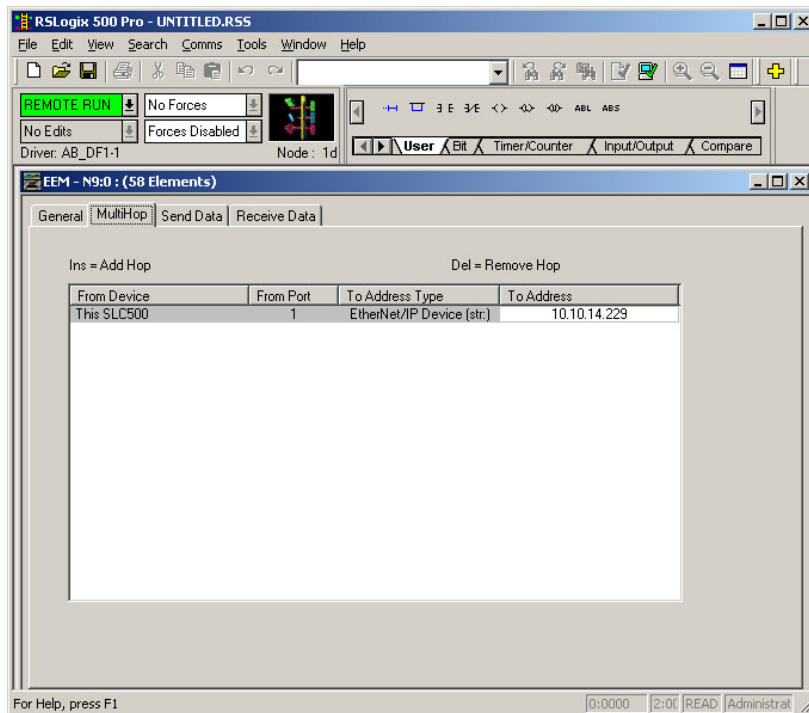 RSLogix 500 Pro - UNTITLED.RSS
File Edit View Search Comms Tools Window Help
REMOTE RUN No Forces
No Edits Forces Disabled
Driver: AB_DF1-1 Node : 1d
ABL ABS
User Bit Timer/Counter Input/Output Compare
EEM - N9:0 : (58 Elements)
General MultiHop Send Data Receive Data
Ins = Add Hop Del = Remove Hop
From Device From Port To Address Type To Address
This SLC500 1 EtherNet/IP Device (str.) 10.10.14.229
For Help, press F1 0:0000 2:00 READ Administrat